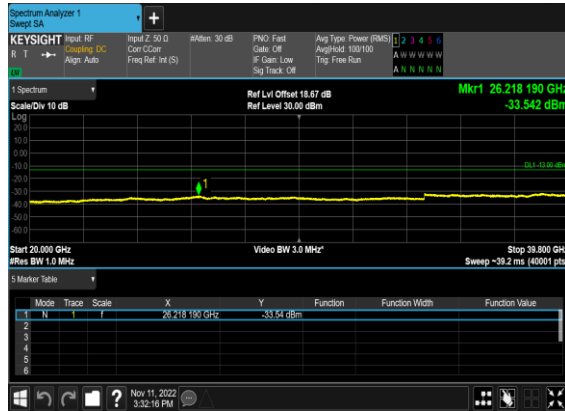 Spectrum Analyzer 1
Swept SA
+
KEYSIGHT Input: RF Input Z: 50 Ω #Atten: 30 dB PNO: Fast Avg Type: Power (RMS) 1 2 3 4 5 6
R T Coupling: DC Corr CCorr Gate: Off Avg|Hold: 100/100 A W W W W W
Align: Auto Freq Ref: Int (S) IF Gain: Low Trig: Free Run
Sig Track: Off A N N N N N
LW
1 Spectrum Ref Lvl Offset 18.67 dB Mkr1 26.218 190 GHz
Scale/Div 10 dB Ref Level 30.00 dBm -33.542 dBm
Log
20.0
10.0
0.00
-10.0 DL1 -13.00 dBm
-20.0
-30.0 1
-40.0
-50.0
-60.0
Start 20.000 GHz Video BW 3.0 MHz* Stop 39.800 GHz
#Res BW 1.0 MHz Sweep ~39.2 ms (40001 pts)
5 Marker Table
Mode Trace Scale X Y Function Function Width Function Value
1 N 1 f 26.218 190 GHz -33.54 dBm
2
3
4
5
6
? Nov 11, 2022
3:32:16 PM